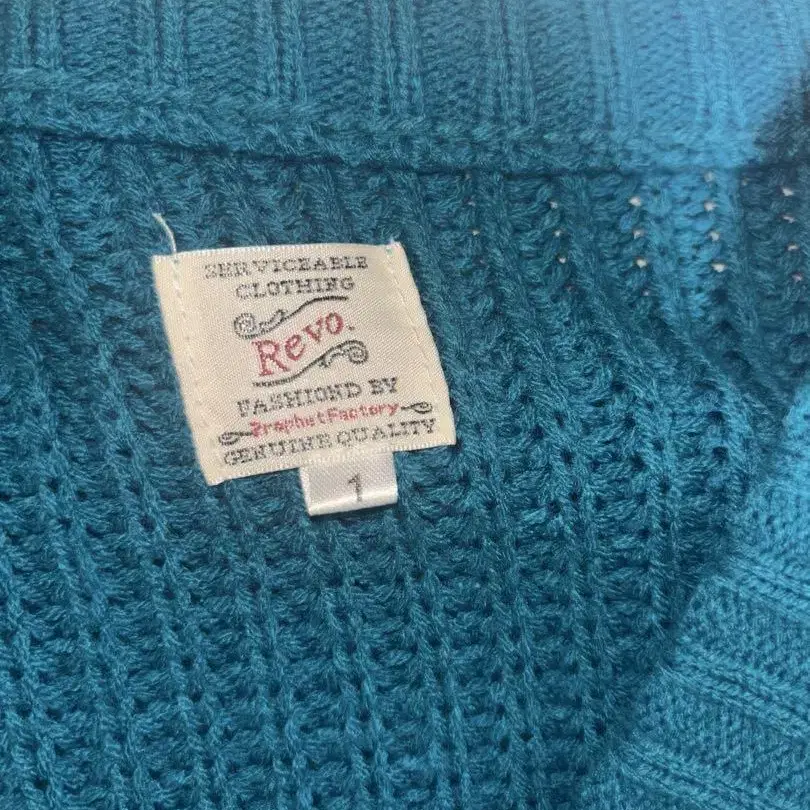 SERVICEABLE
CLOTHING
Revo.
FASHIOND BY
ProphetFactory
GENUINE QUALITY
1